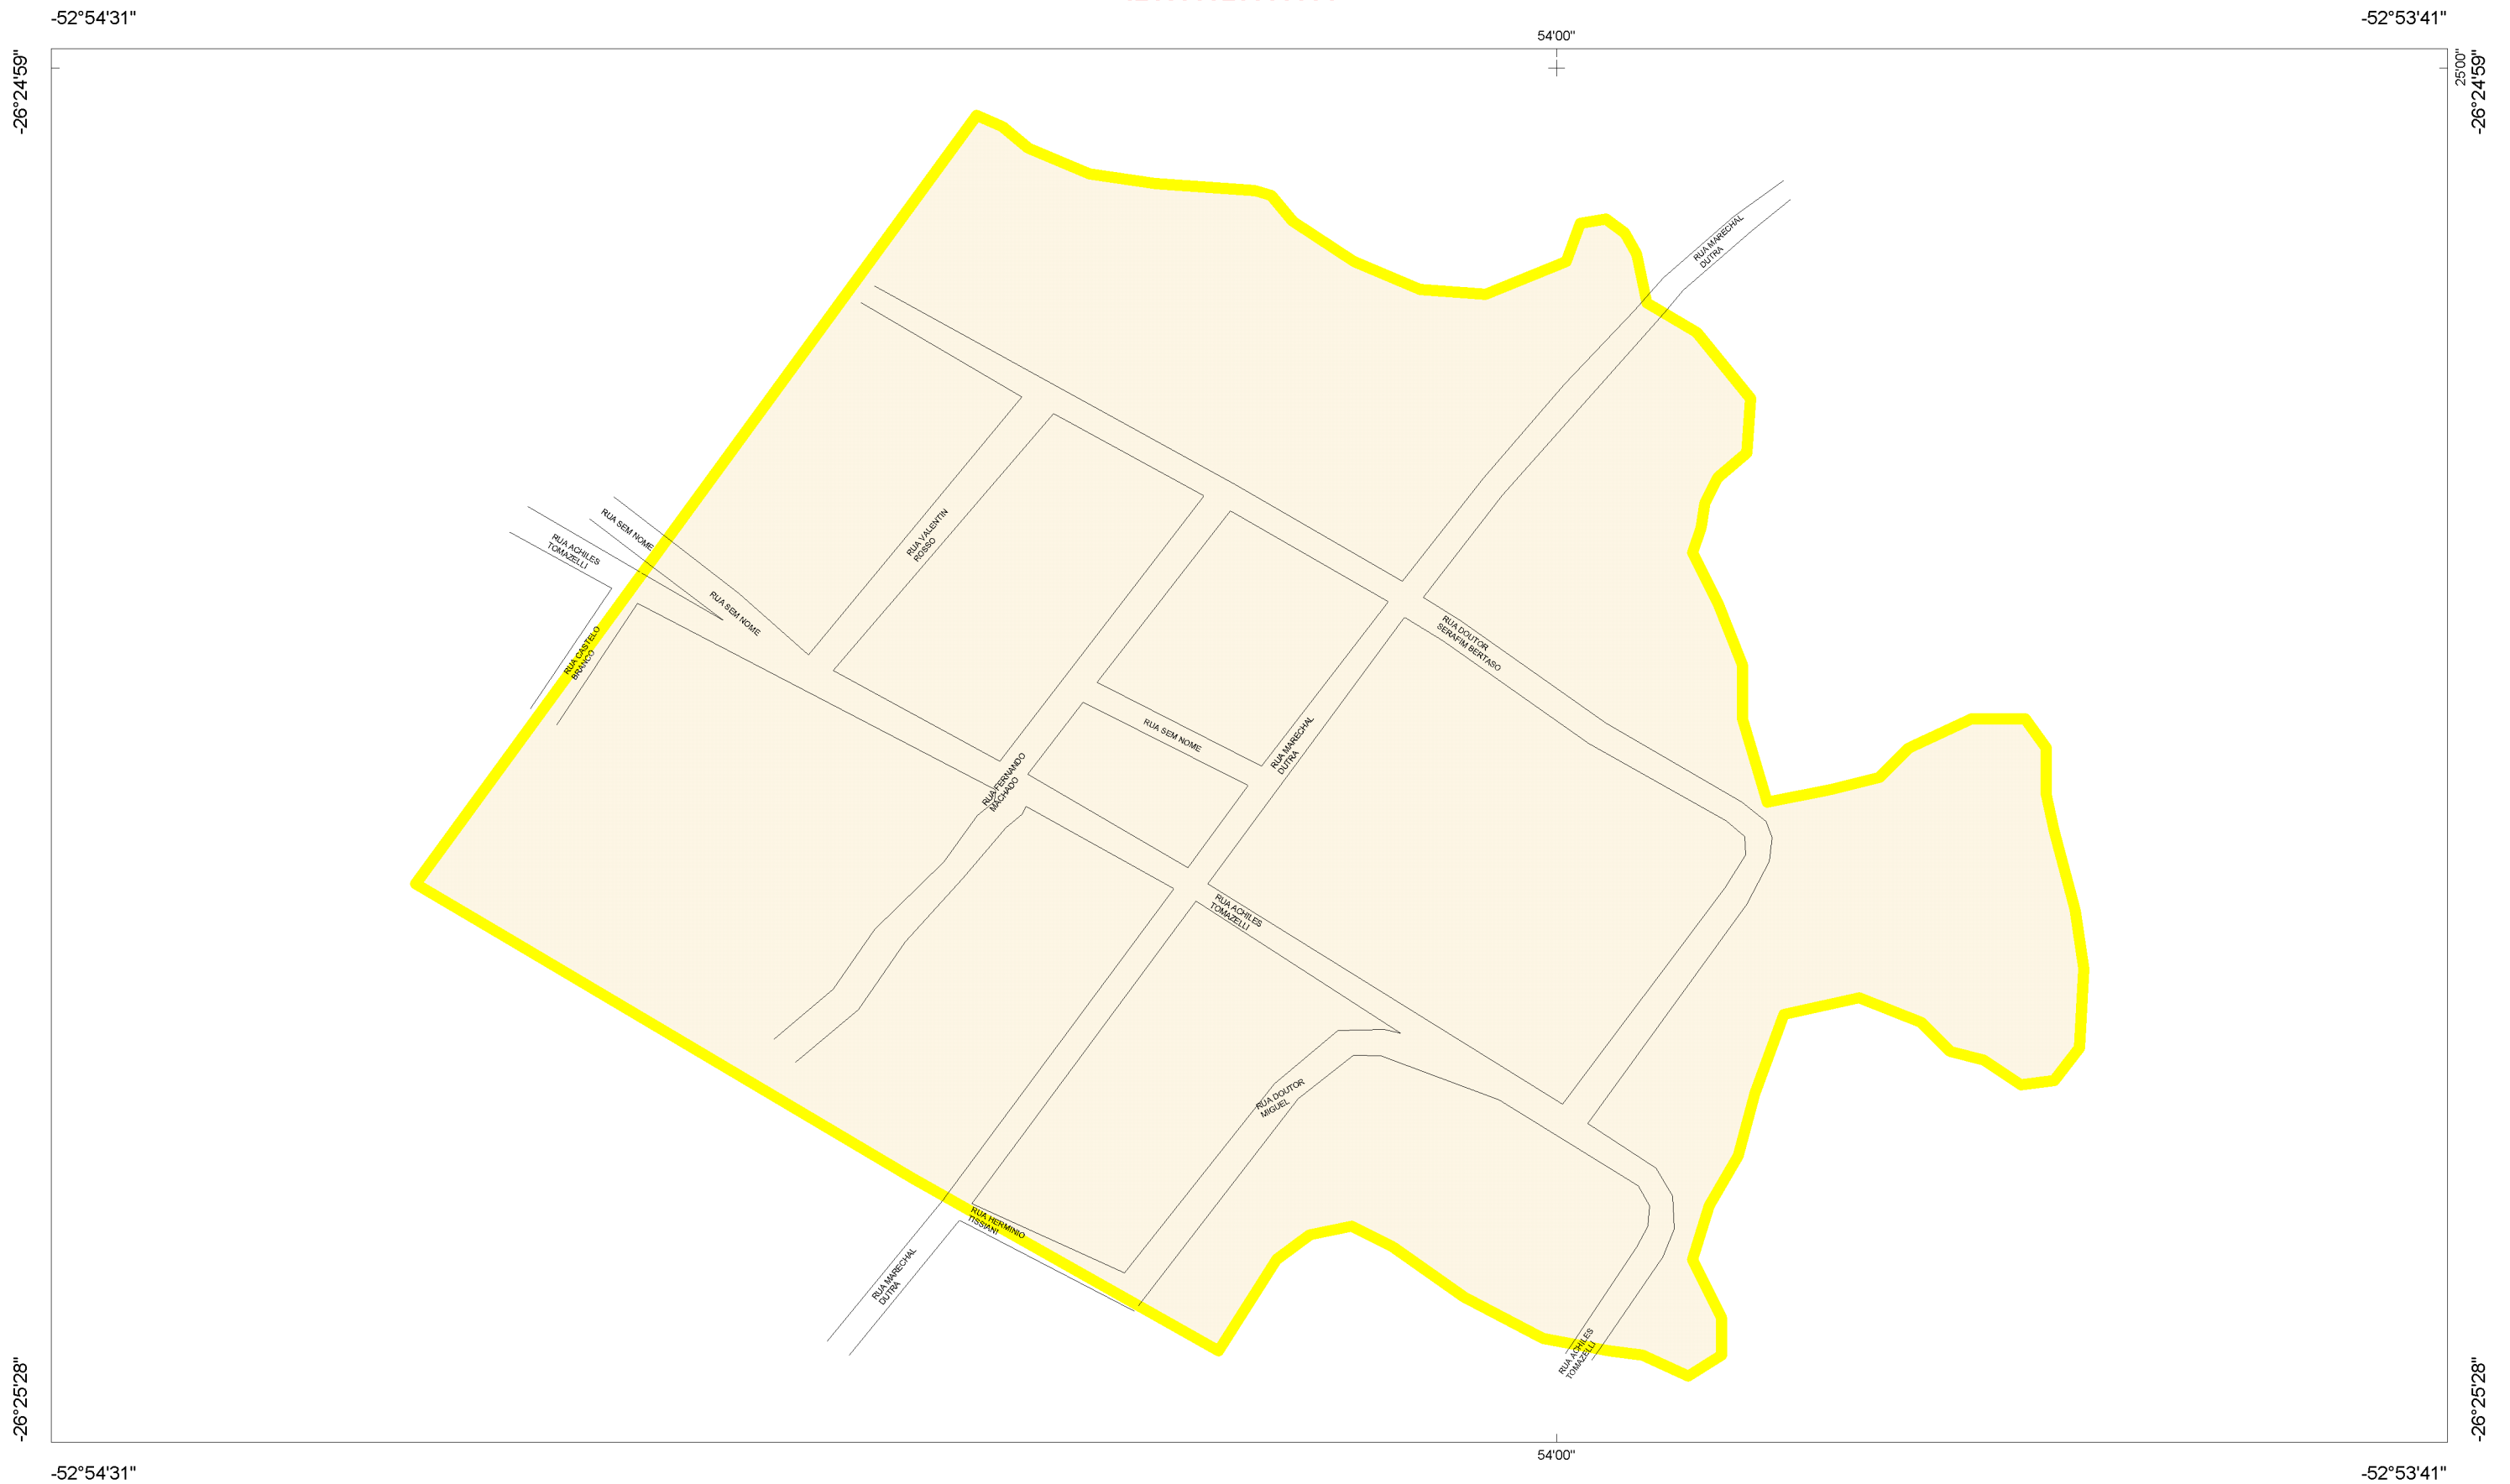 -52°54'31"
-52°53'41"
54'00"
-26°24'59"
25'00"
-26°24'59"
RUA MARECHAL
DUTRA
RUA SEM NOME
RUA VALENTIN
ROSSO
RUA ACHILES
TOMAZELLI
RUA SEM NOME
RUA CASTELO
BRANCO
RUA DOUTOR
SERAFIM BERTASO
RUA SEM NOME
RUA MARECHAL
DUTRA
RUA FERNANDO
MACHADO
RUA ACHILES
TOMAZELLI
RUA DOUTOR
MIGUEL
RUA HERMINIO
TISSIANI
RUA MARECHAL
DUTRA
RUA ACHILES
TOMAZELLI
-26°25'28"
-26°25'28"
54'00"
-52°54'31"
-52°53'41"